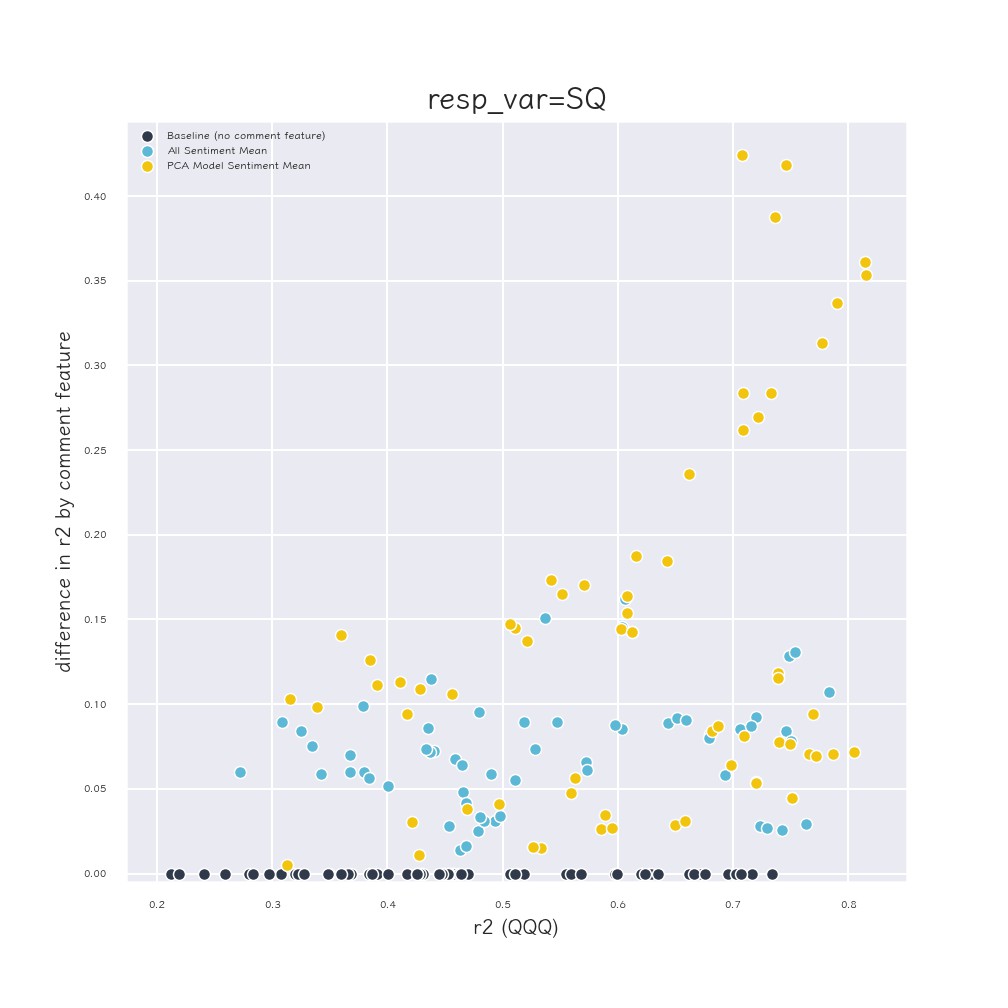 resp_var=SQ
Baseline (no comment feature)
All Sentiment Mean
PCA Model Sentiment Mean
difference in r2 by comment feature
0.40
0.35
0.30
0.25
0.20
0.15
0.10
0.05
0.00
0.2 0.3 0.4 0.5 0.6 0.7 0.8
r2 (QQQ)